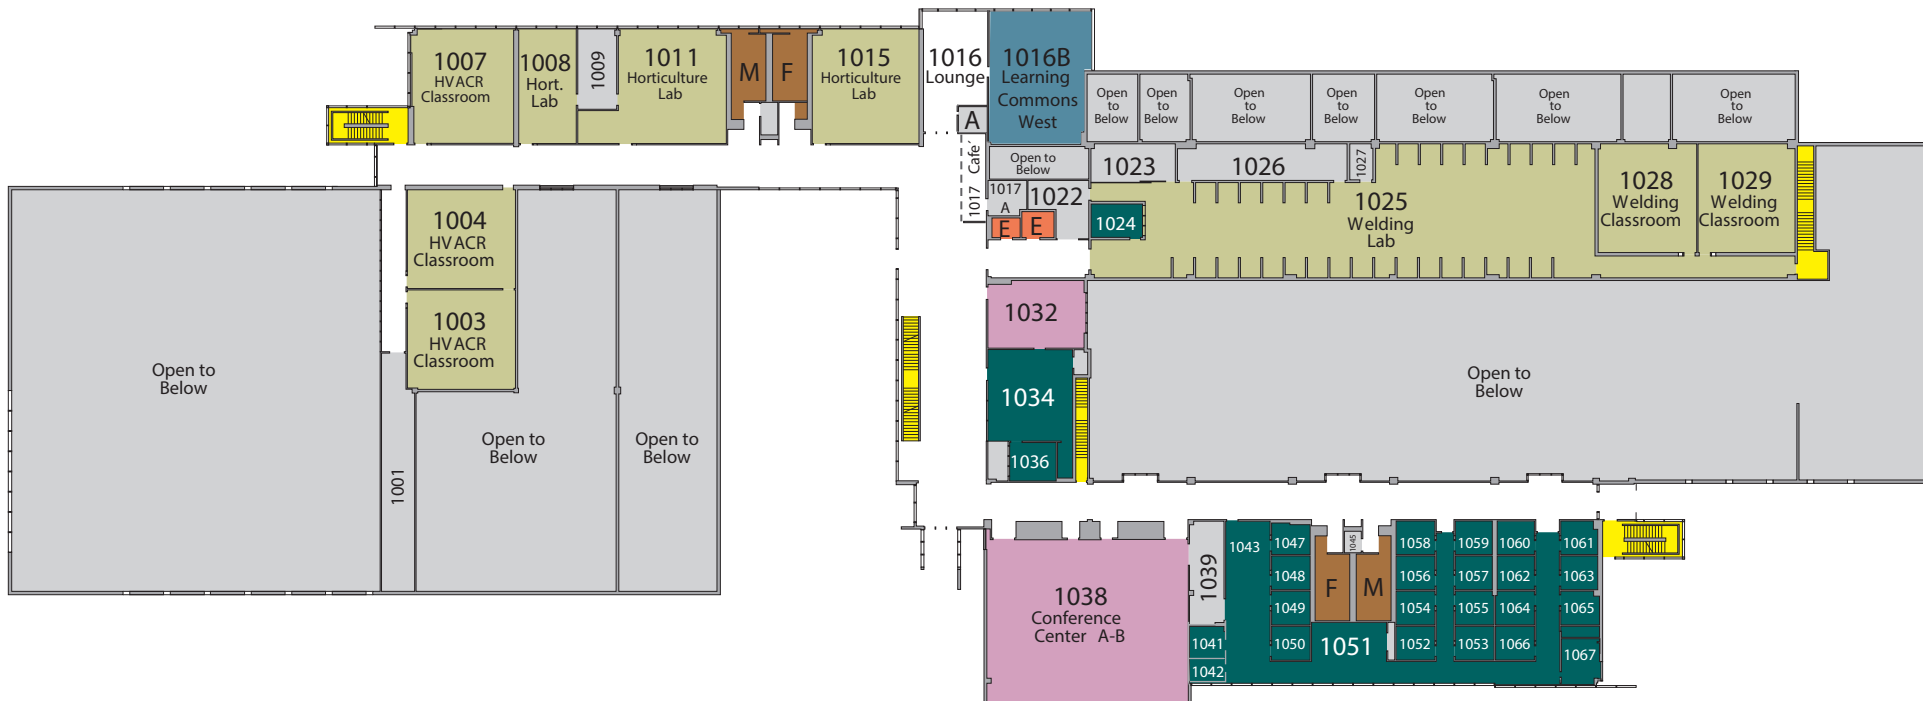 1007
HVACR
Classroom
1008
Hort.
Lab
1009
1011
Horticulture
Lab
M
F
1015
Horticulture
Lab
1016
Lounge
1016B
Learning
Commons
West
A
1017 Cafe´
Open to
Below
1017
A
1022
E
E
Open
to
Below
Open
to
Below
Open
to
Below
Open
to
Below
Open
to
Below
Open
to
Below
Open
to
Below
1023
1026
1027
1024
1025
Welding
Lab
1028
Welding
Classroom
1029
Welding
Classroom
1004
HVACR
Classroom
1003
HVACR
Classroom
Open to
Below
1001
Open to
Below
Open to
Below
1032
1034
1036
Open to
Below
1038
Conference
Center A-B
1039
1041
1042
1043
1047
1048
1049
1050
1045
F
M
1051
1058
1056
1054
1052
1059
1057
1055
1053
1060
1062
1064
1066
1061
1063
1065
1067